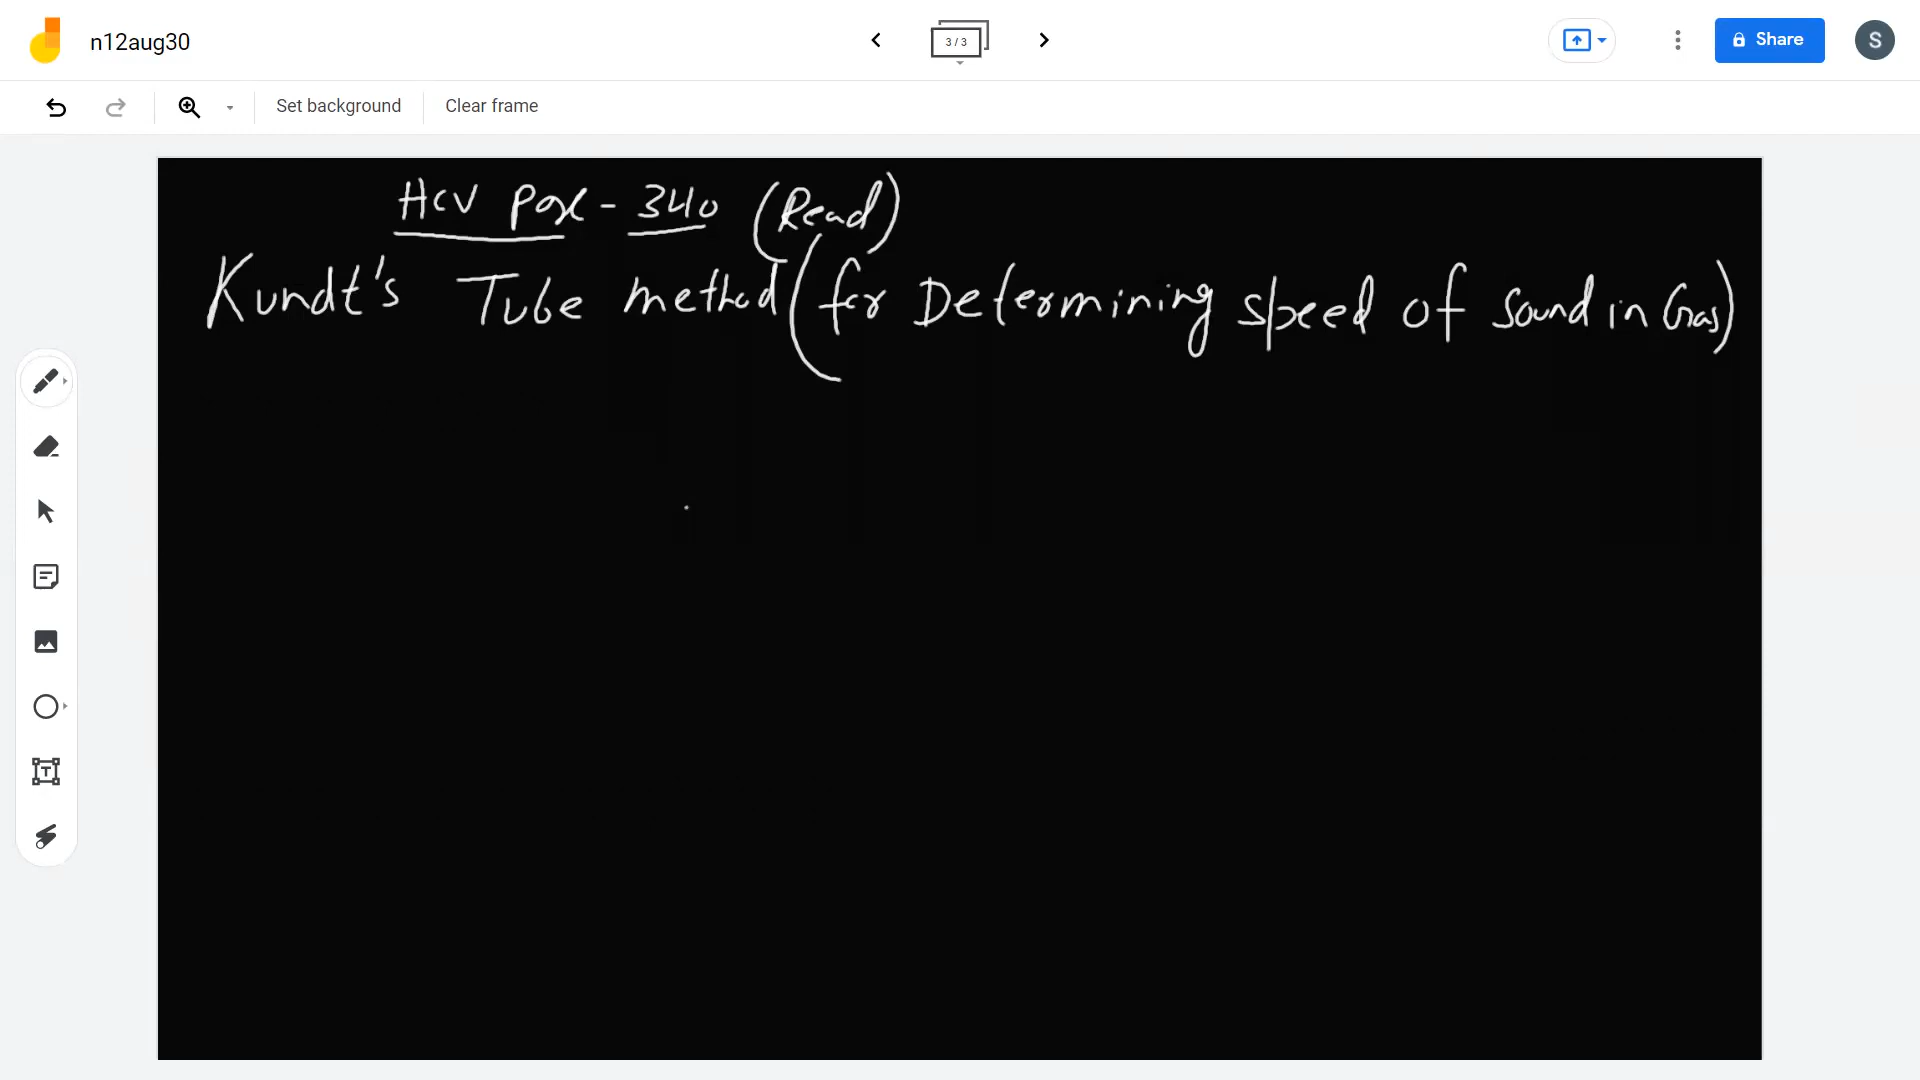 n12aug30
3 / 3
Share
S
Set background
Clear frame
HCV Page - 340 (Read)
Kundt's Tube method (for Determining speed of sound in Gas)